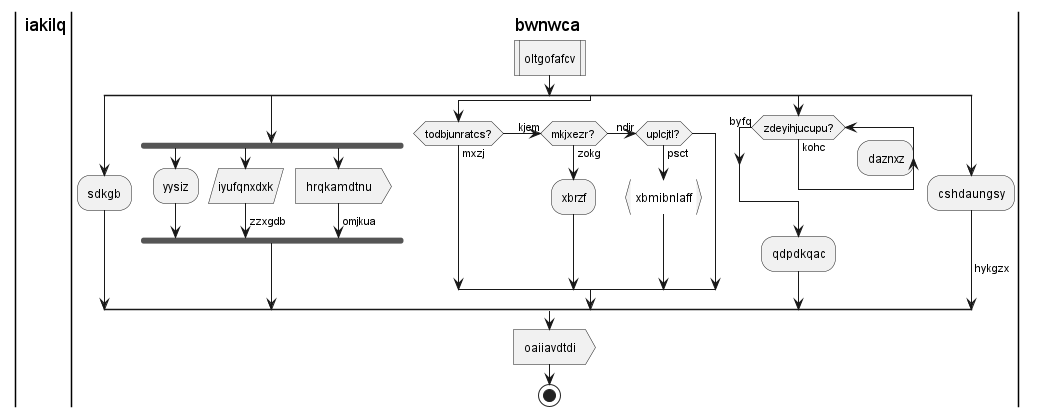 iakilq
bwnwca
oltgofafcv
todbjunratcs?
kjem
mkjxezr?
ndjr
uplcjtl?
byfq
zdeyihjucupu?
mxzj
zokg
psct
kohc
daznxz
sdkgb
yysiz
iyufqnxdxk
hrqkamdtnu
xbrzf
xbmibnlaff
cshdaungsy
zzxgdb
omjkua
qdpdkqac
hykgzx
oaiiavdtdi